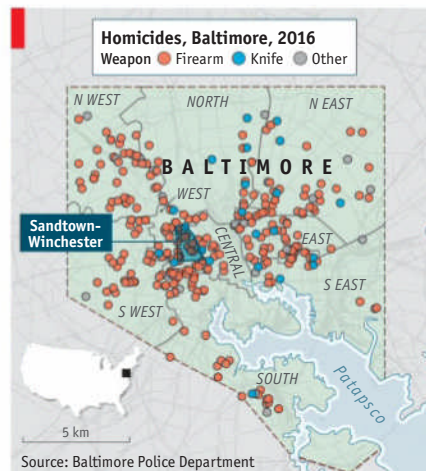 Homicides, Baltimore, 2016
Weapon Firearm Knife Other
N WEST
NORTH
N EAST
BALTIMORE
WEST
Sandtown-
Winchester
CENTRAL
EAST
S EAST
S WEST
SOUTH
Patapsco
5 km
Source: Baltimore Police Department